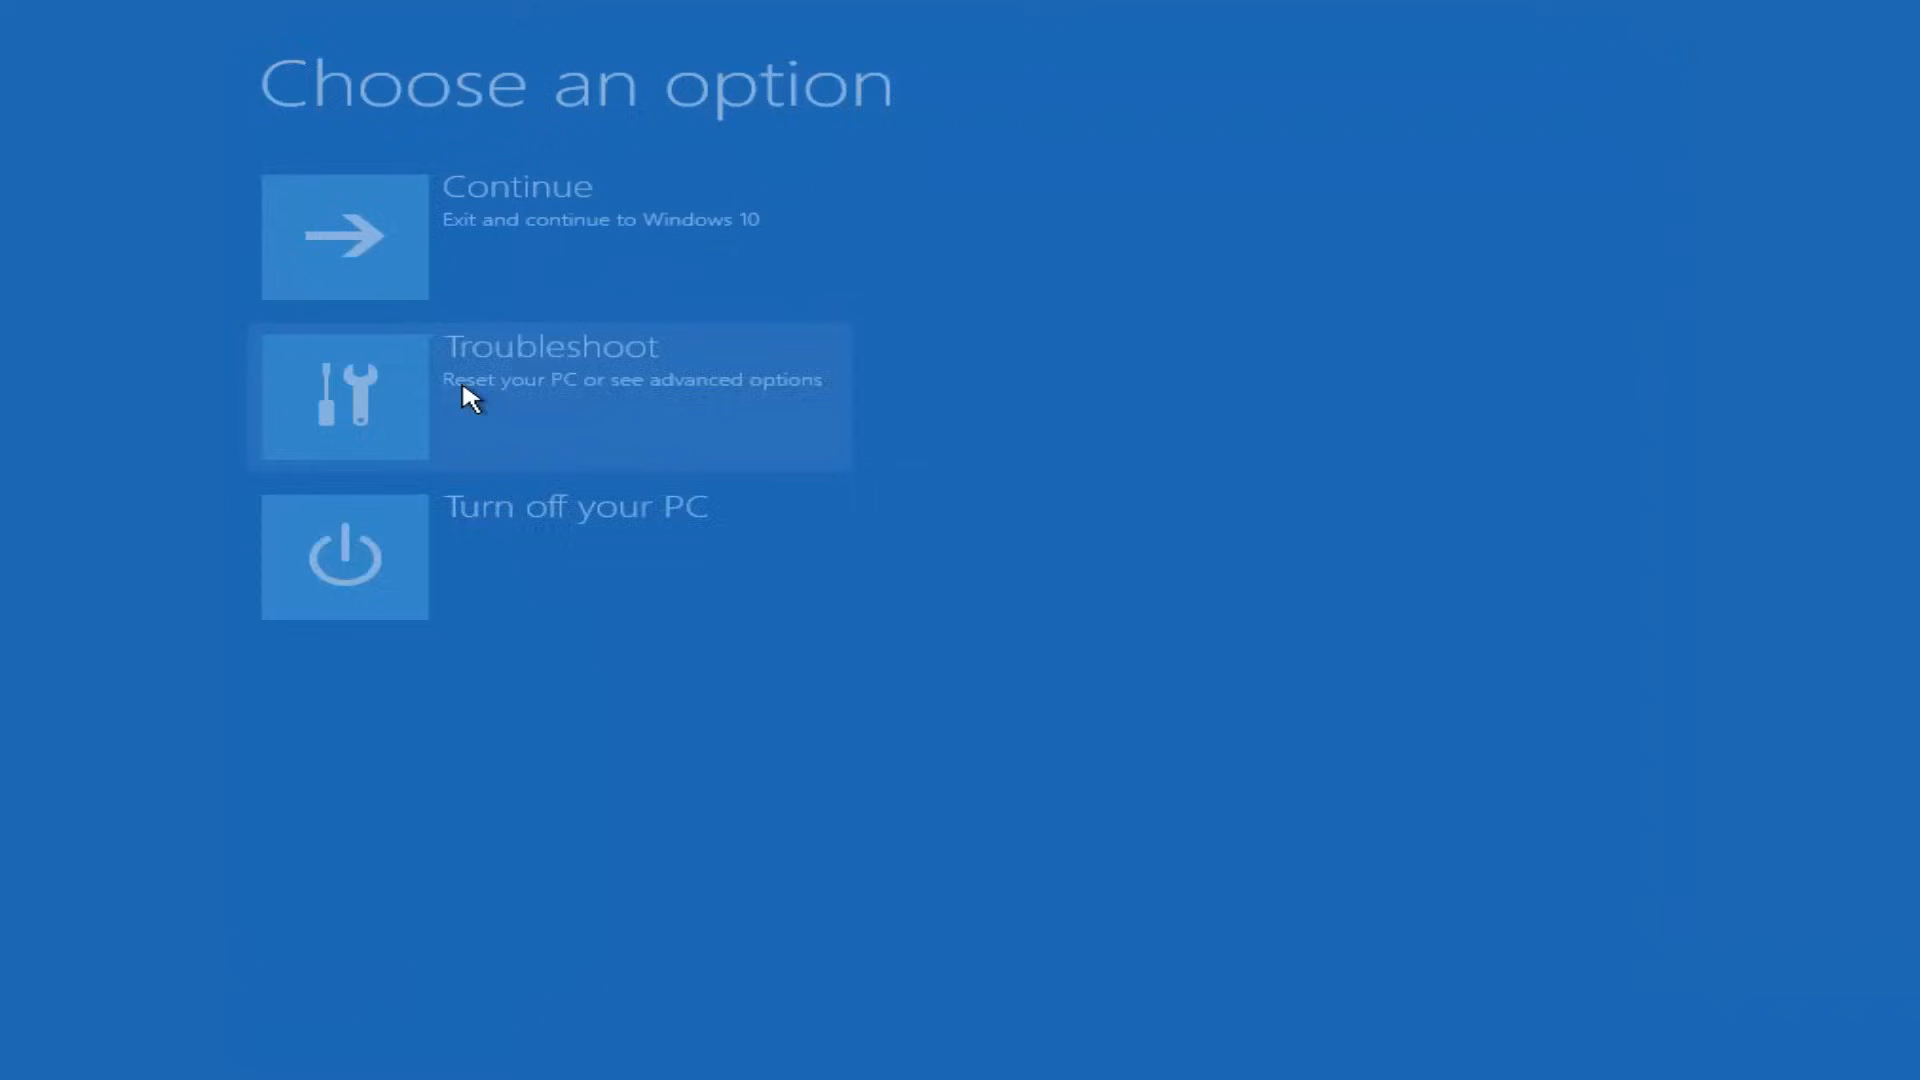 Choose an option
Continue
Exit and continue to Windows 10
Troubleshoot
Reset your PC or see advanced options
Turn off your PC